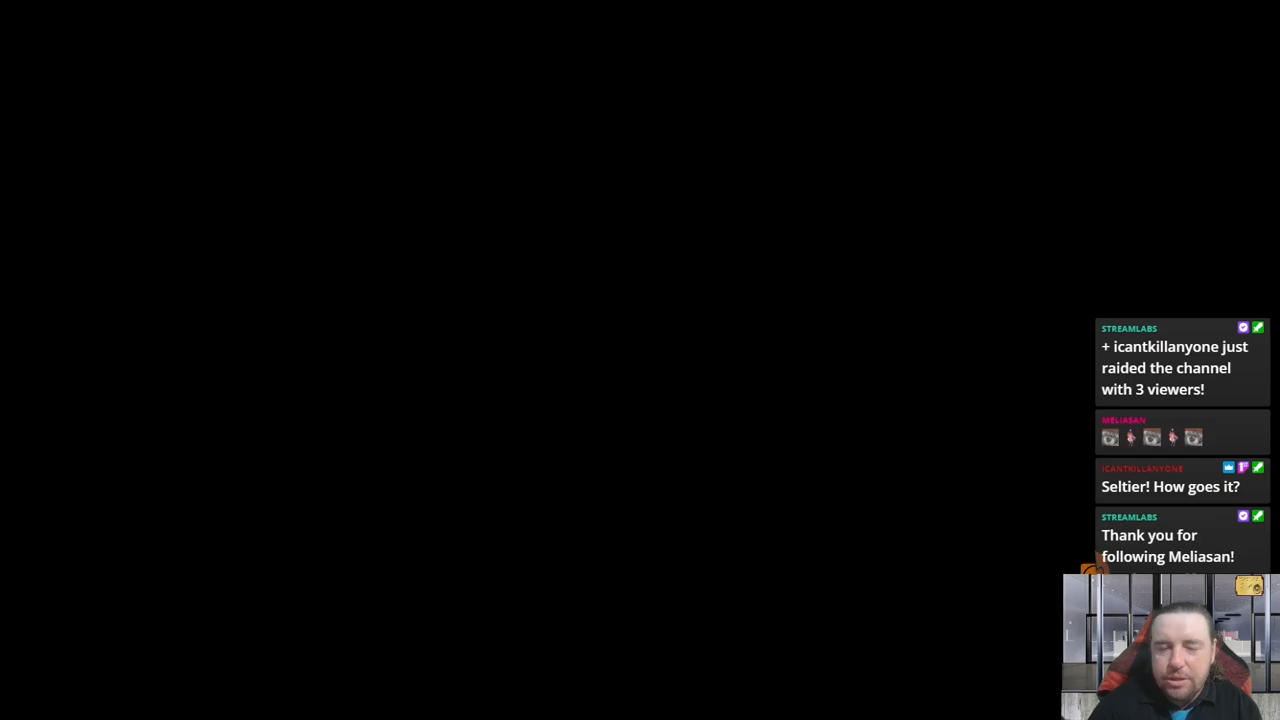 STREAMLABS
+ icantkillanyone just
raided the channel
with 3 viewers!
MELIASAN
ICANTKILLANYONE
Seltier! How goes it?
STREAMLABS
Thank you for
following Meliasan!